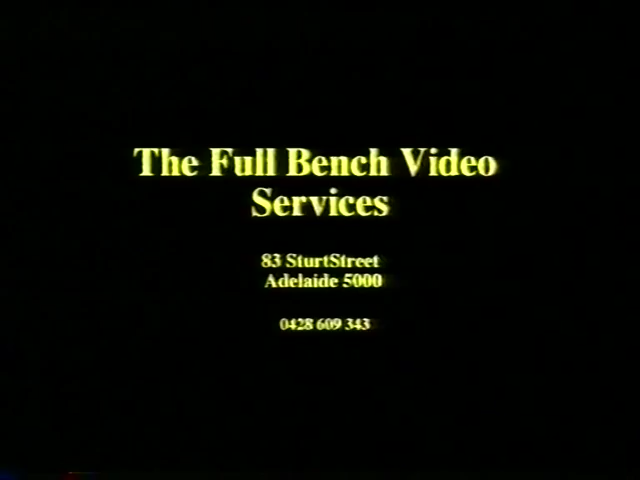 The Full Bench Video
Services
83 SturtStreet
Adelaide 5000
0428 609 343